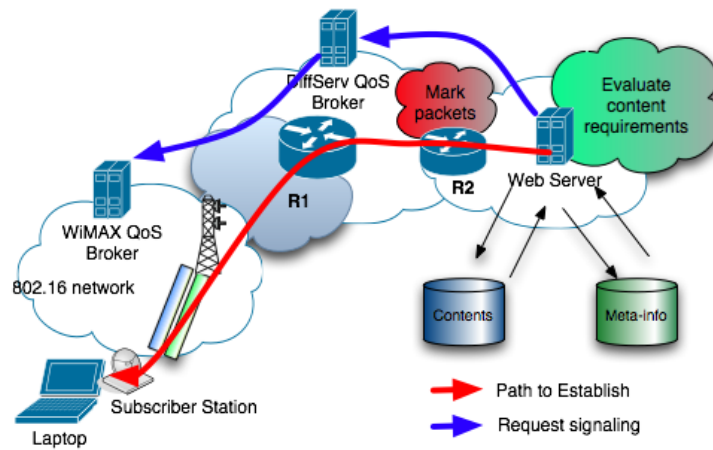 DiffServ QoS
Broker
Mark
packets
Evaluate
content
requirements
R1
R2
Web Server
WiMAX QoS
Broker
802.16 network
Contents
Meta-info
Subscriber Station
Laptop
Path to Establish
Request signaling